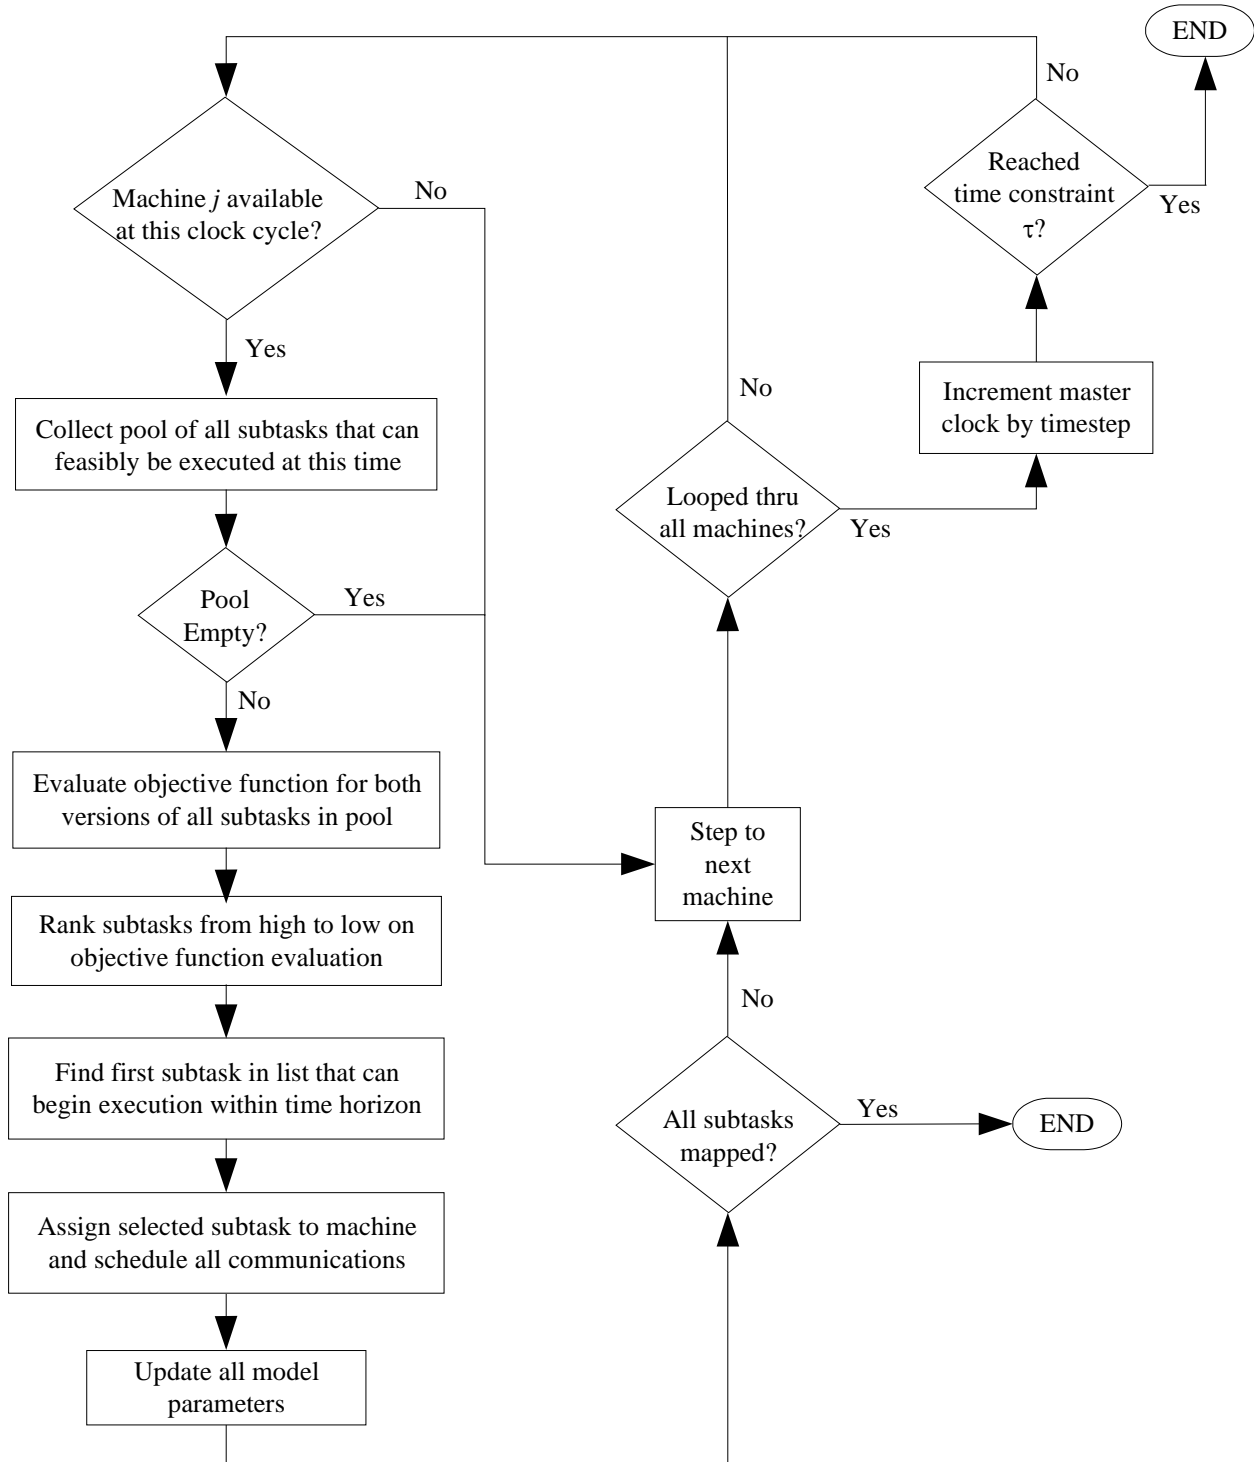 END
No
Machine j available
at this clock cycle?
No
Reached
time constraint
τ?
Yes
Yes
Collect pool of all subtasks that can
feasibly be executed at this time
No
Increment master
clock by timestep
Looped thru
all machines?
Yes
Pool
Empty?
Yes
No
Evaluate objective function for both
versions of all subtasks in pool
Step to
next
machine
Rank subtasks from high to low on
objective function evaluation
No
Find first subtask in list that can
begin execution within time horizon
All subtasks
mapped?
Yes
END
Assign selected subtask to machine
and schedule all communications
Update all model
parameters